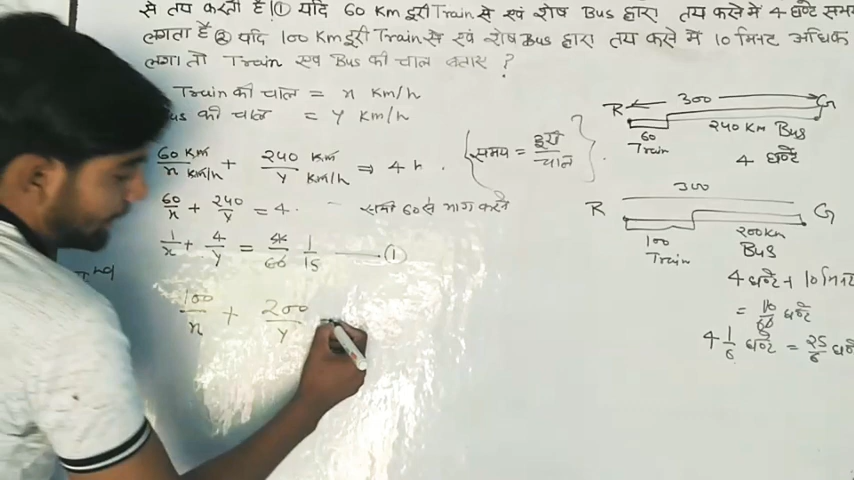 से तय करती है! ① यदि 60 Km दूरी Train से एवं शेष Bus द्वारा तय करने में 4 घण्टे समय
लगता है ② यदि 100 Km दूरी Train से एवं शेष Bus द्वारा तय करने में 10 मिनट अधिक
लगा तो Train एवं Bus की चाल बताए ?
Train की चाल = x Km/h
Bus की चाल = y Km/h
60 Km/x Km/h + 240 Km/y Km/h ⇒ 4 h.
{समय = दूरी/चाल}
60/x + 240/y = 4.
समी 60 से भाग करने
1/x + 4/y = 4/60 1/15 ——①
IInd
100/x + 200/y
R 300 G
60 Train
240 Km Bus
4 घण्टे
300
R G
100 Train
200Km Bus
4 घण्टे + 10 मिनट
= 10/60 घण्टे
4 1/6 घण्टे = 25/6 घण्टे